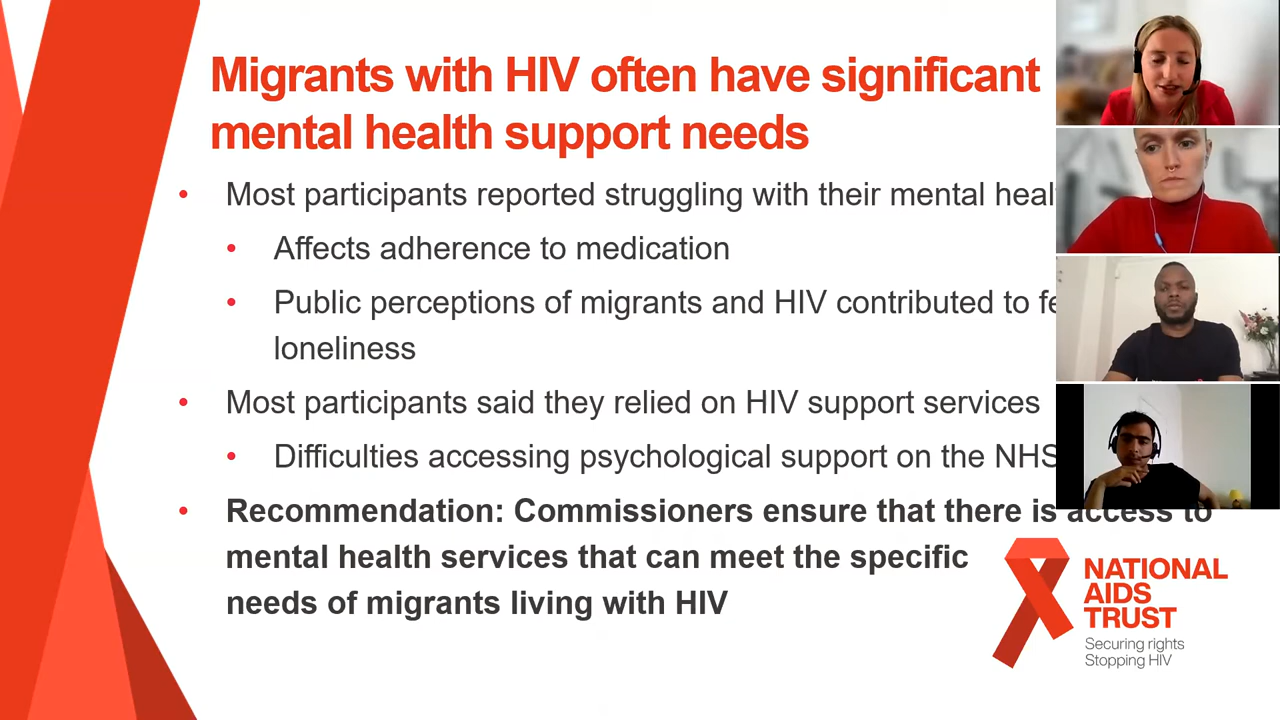 Migrants with HIV often have significant
mental health support needs
• Most participants reported struggling with their mental
• Affects adherence to medication
• Public perceptions of migrants and HIV contributed to
loneliness
• Most participants said they relied on HIV support services
• Difficulties accessing psychological support on the NHS
• Recommendation: Commissioners ensure that there is access to
mental health services that can meet the specific
needs of migrants living with HIV
NATIONAL
AIDS
TRUST
Securing rights
Stopping HIV